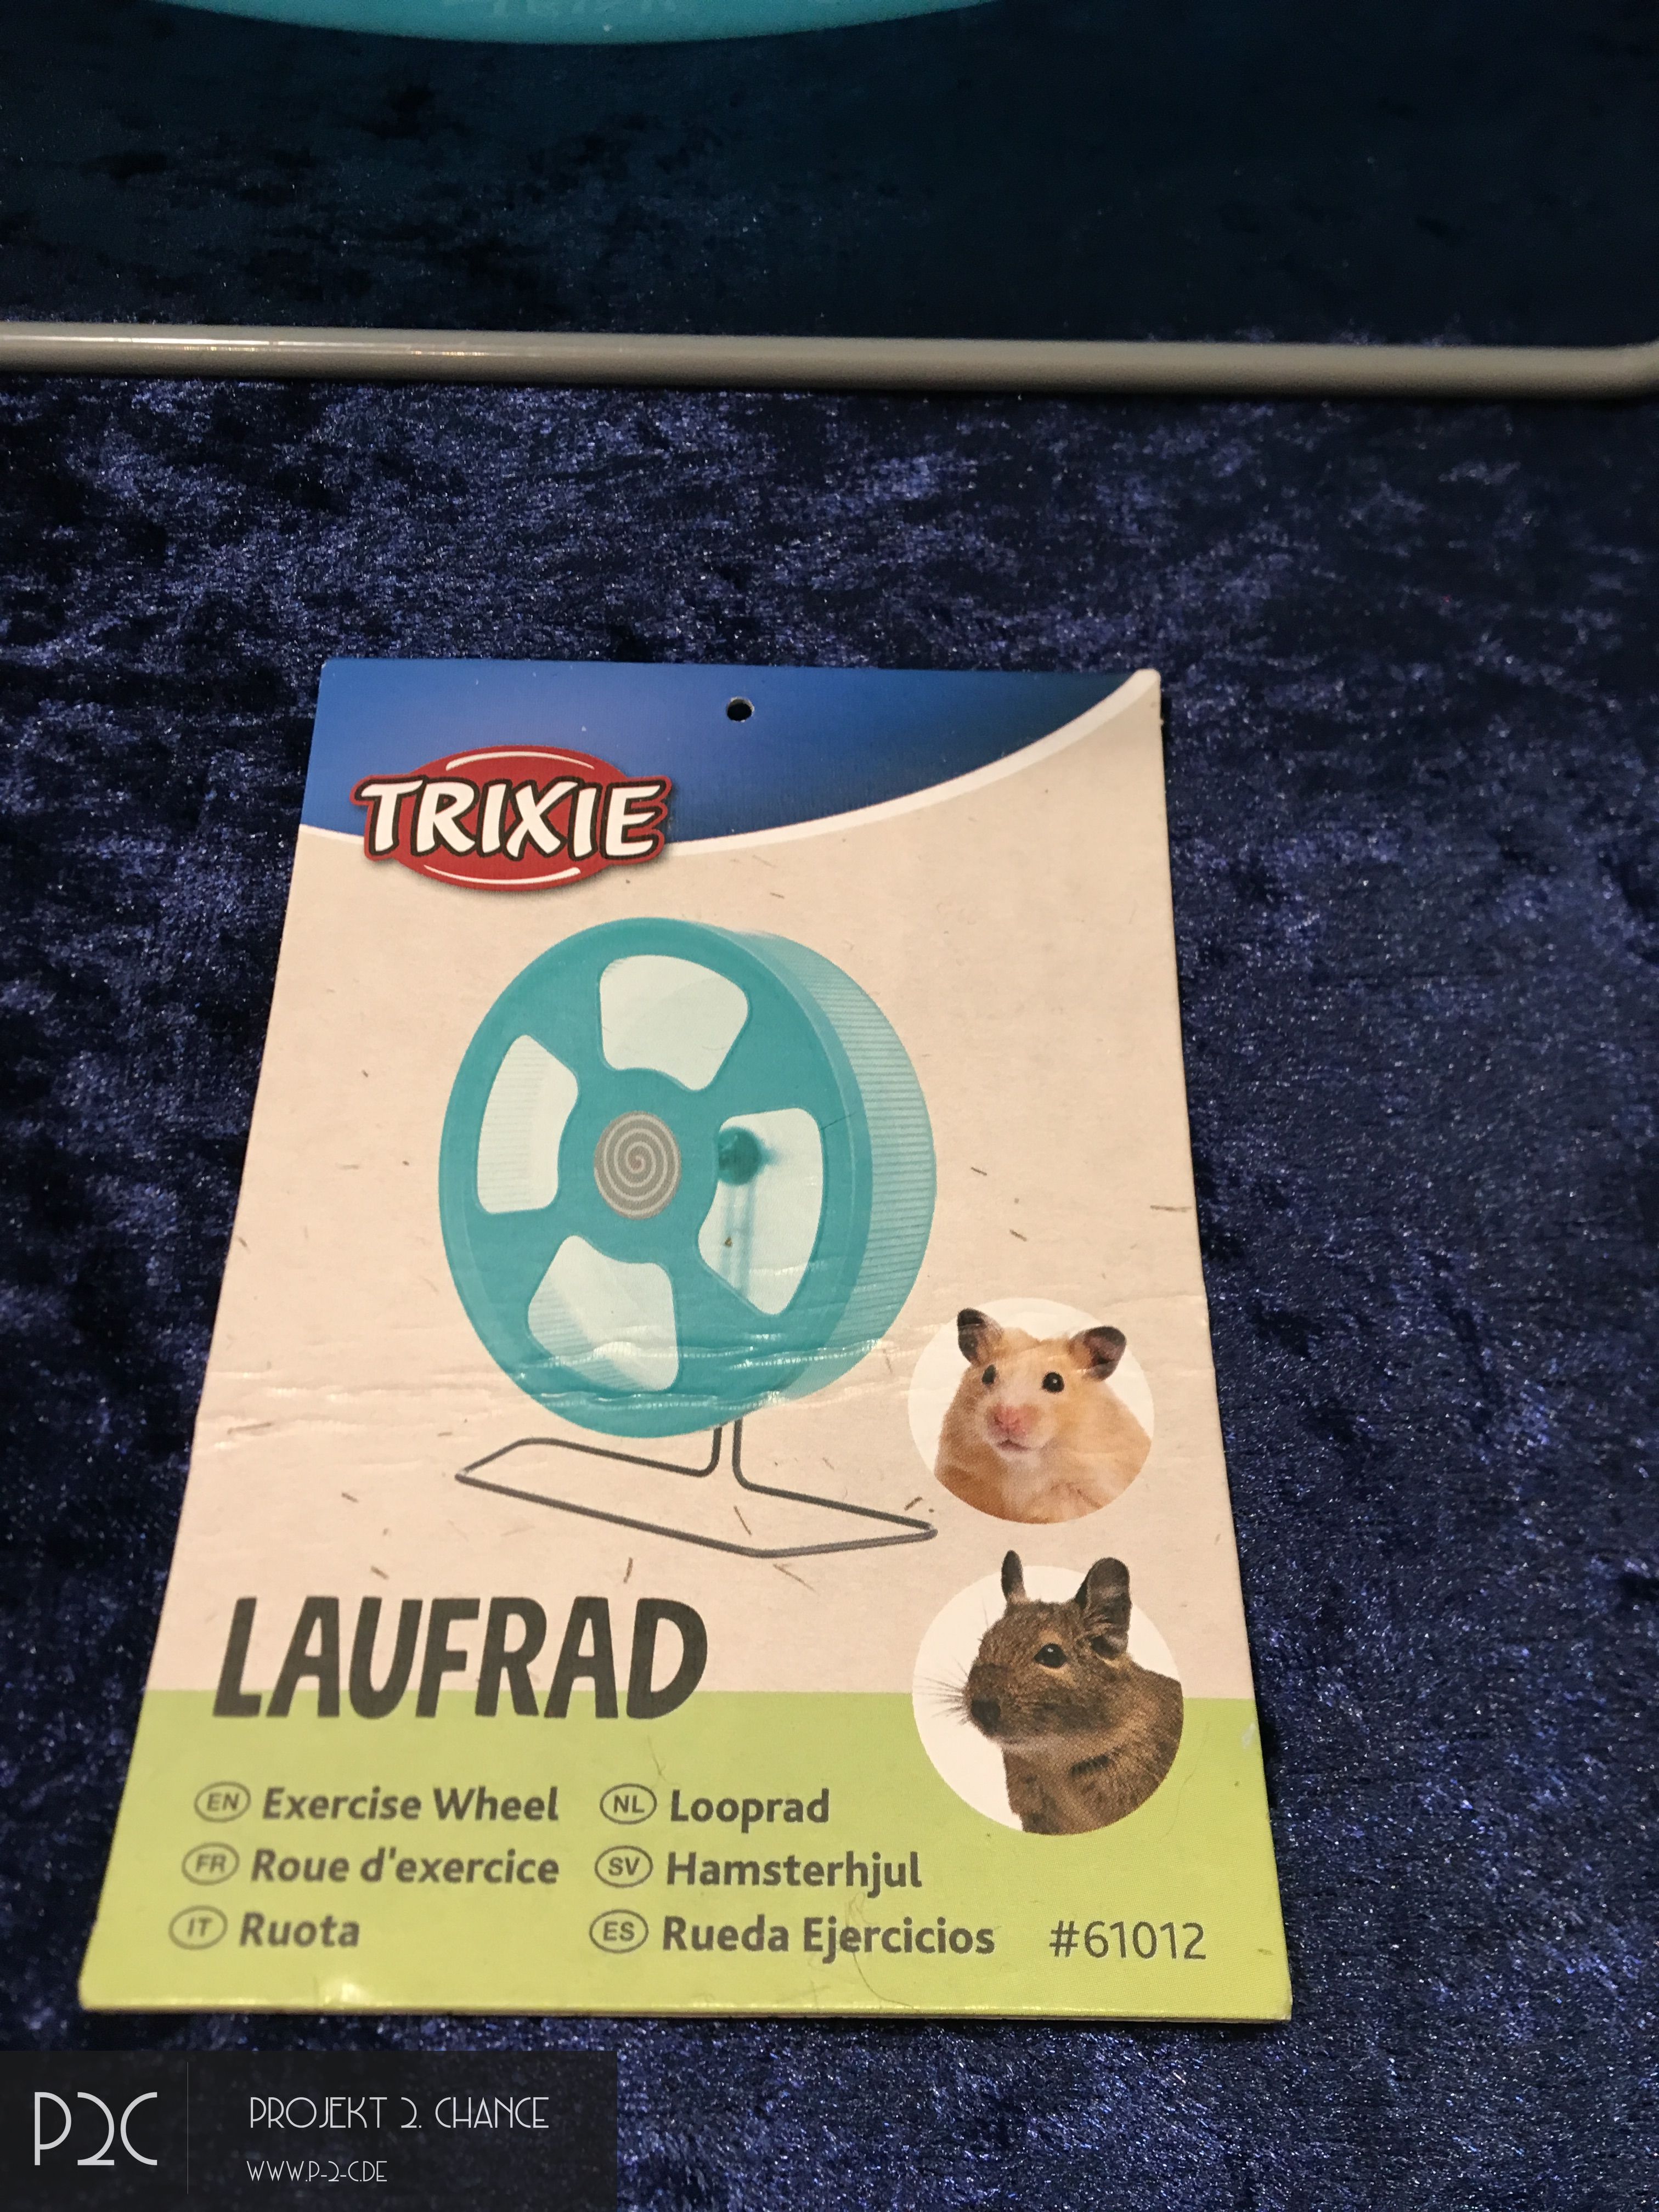 TRIXIE
LAUFRAD
EN Exercise Wheel
FR Roue d'exercice
IT Ruota
NL Looprad
SV Hamsterhjul
ES Rueda Ejercicios
#61012
P2C
PROJEKT 2. CHANCE
WWW.P-2-C.DE